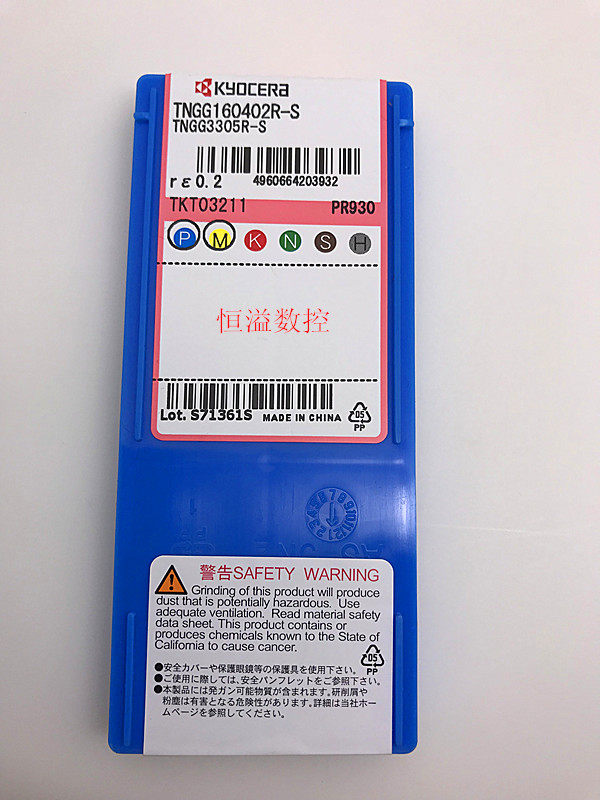 KYOCERA
TNGG160402R-S
TNGG3305R-S
rε0.2 4960664203932
TKT03211 PR930
P M K N S H
恒溢数控
Lot. S71361S MADE IN CHINA
05
PP
警告SAFETY WARNING
Grinding of this product will produce
dust that is potentially hazardous. Use
adequate ventilation. Read material safety
data sheet. This product contains or
produces chemicals known to the State of
California to cause cancer.
05
PP
●安全カバーや保護眼鏡等の保護具を使用下さい。
●ご使用に際しては、安全パンフレットをご参照下さい。
●本製品には発ガン可能物質が含まれます。研削屑や
粉塵は有害となる危険性があります。詳細は当社ホー
ムページを参照してください。